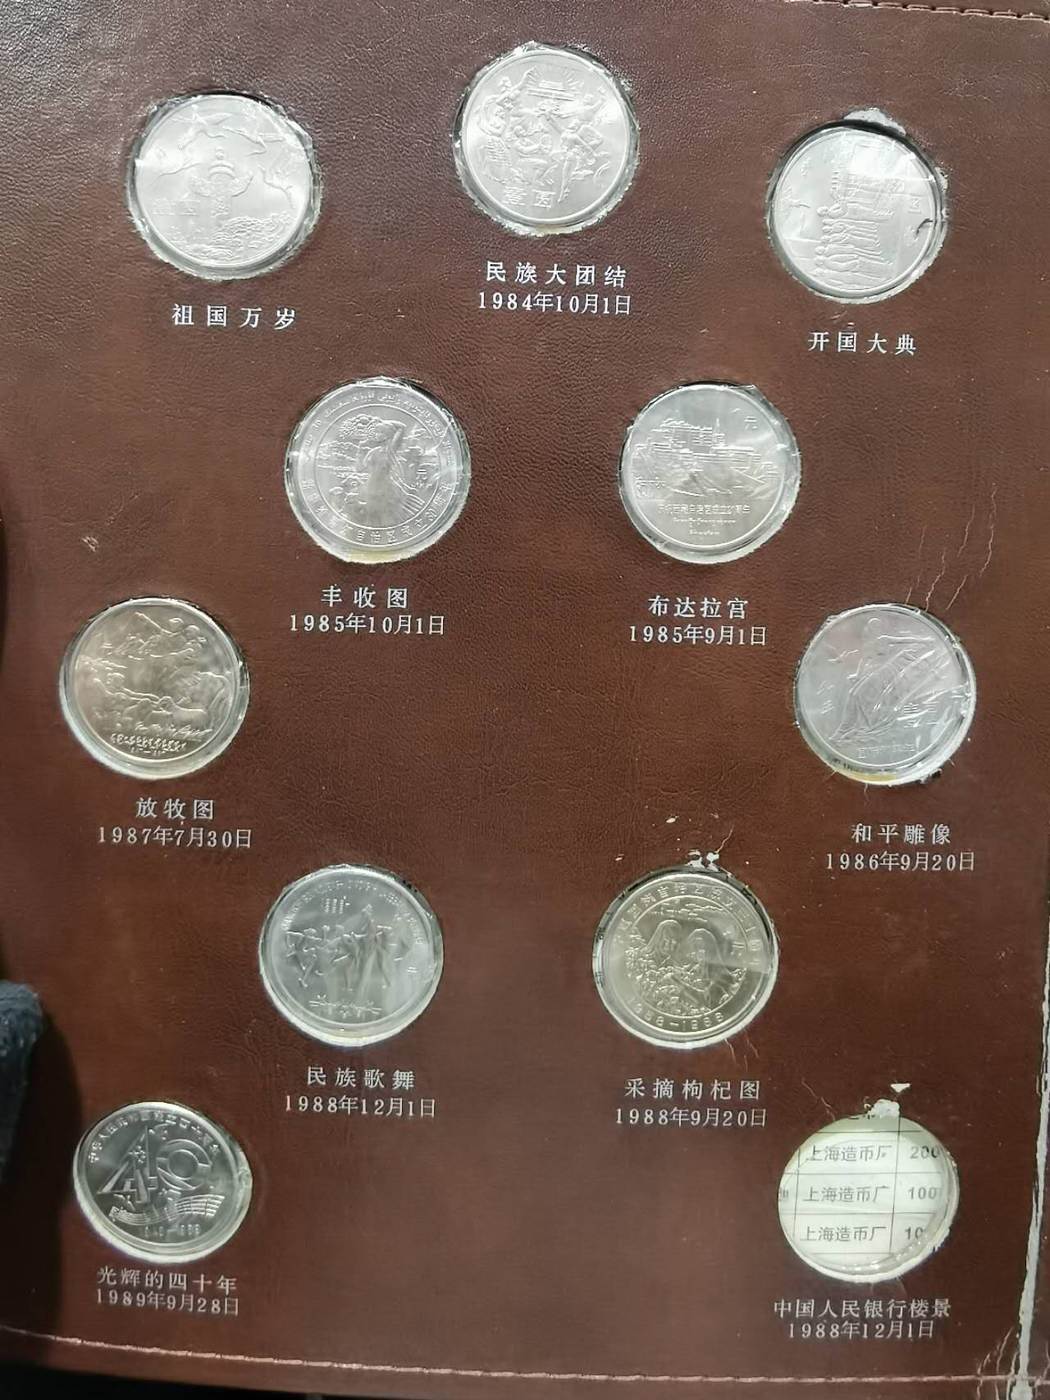 祖国万岁
民族大团结
1984年10月1日
开国大典
丰收图
1985年10月1日
布达拉宫
1985年9月1日
放牧图
1987年7月30日
和平雕像
1986年9月20日
民族歌舞
1988年12月1日
采摘枸杞图
1988年9月20日
光辉的四十年
1989年9月28日
上海造币厂 200
上海造币厂 100
上海造币厂 10
中国人民银行楼景
1988年12月1日